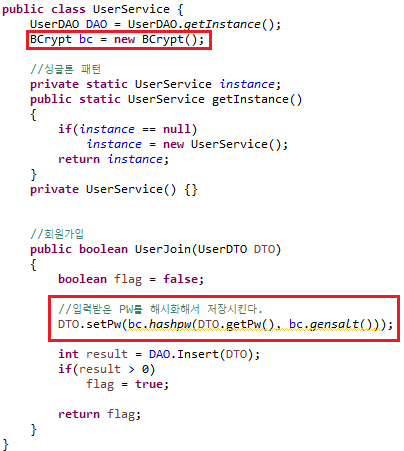 public class UserService {
UserDAO DAO = UserDAO.getInstance();
BCrypt bc = new BCrypt();
//싱글톤 패턴
private static UserService instance;
public static UserService getInstance()
{
if(instance == null)
instance = new UserService();
return instance;
}
private UserService() {}
//회원가입
public boolean UserJoin(UserDTO DTO)
{
boolean flag = false;
//입력받은 PW를 해시화해서 저장시킨다.
DTO.setPw(bc.hashpw(DTO.getPw(), bc.gensalt()));
int result = DAO.Insert(DTO);
if(result > 0)
flag = true;
return flag;
}
}